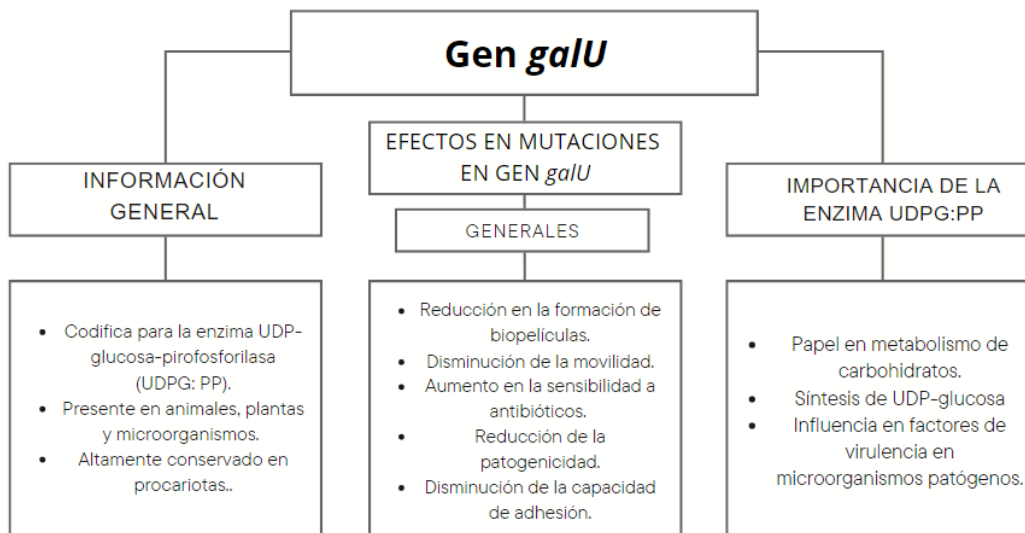 Gen galU
INFORMACIÓN
GENERAL
• Codifica para la enzima UDP-
glucosa-pirofosforilasa
(UDPG: PP).
• Presente en animales, plantas
y microorganismos.
• Altamente conservado en
procariotas..
EFECTOS EN MUTACIONES
EN GEN galU
GENERALES
• Reducción en la formación de
biopelículas.
• Disminución de la movilidad.
• Aumento en la sensibilidad a
antibióticos.
• Reducción de la
patogenicidad.
• Disminución de la capacidad
de adhesión.
IMPORTANCIA DE LA
ENZIMA UDPG:PP
• Papel en metabolismo de
carbohidratos.
• Síntesis de UDP-glucosa
• Influencia en factores de
virulencia en
microorganismos patógenos.